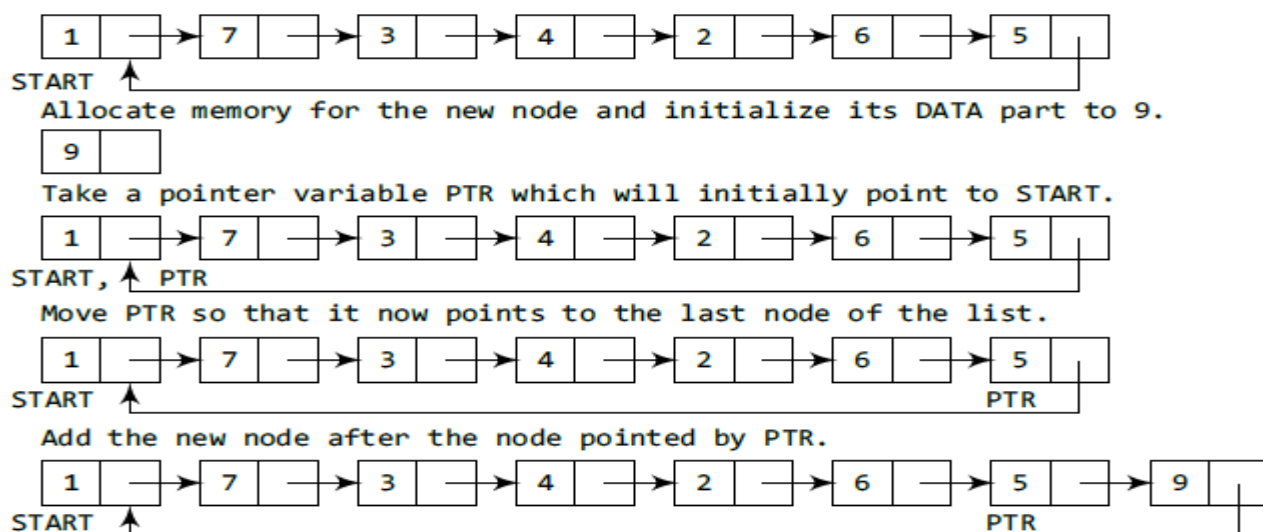 1 7 3 4 2 6 5
START
Allocate memory for the new node and initialize its DATA part to 9.
9
Take a pointer variable PTR which will initially point to START.
1 7 3 4 2 6 5
START, PTR
Move PTR so that it now points to the last node of the list.
1 7 3 4 2 6 5
START PTR
Add the new node after the node pointed by PTR.
1 7 3 4 2 6 5 9
START PTR